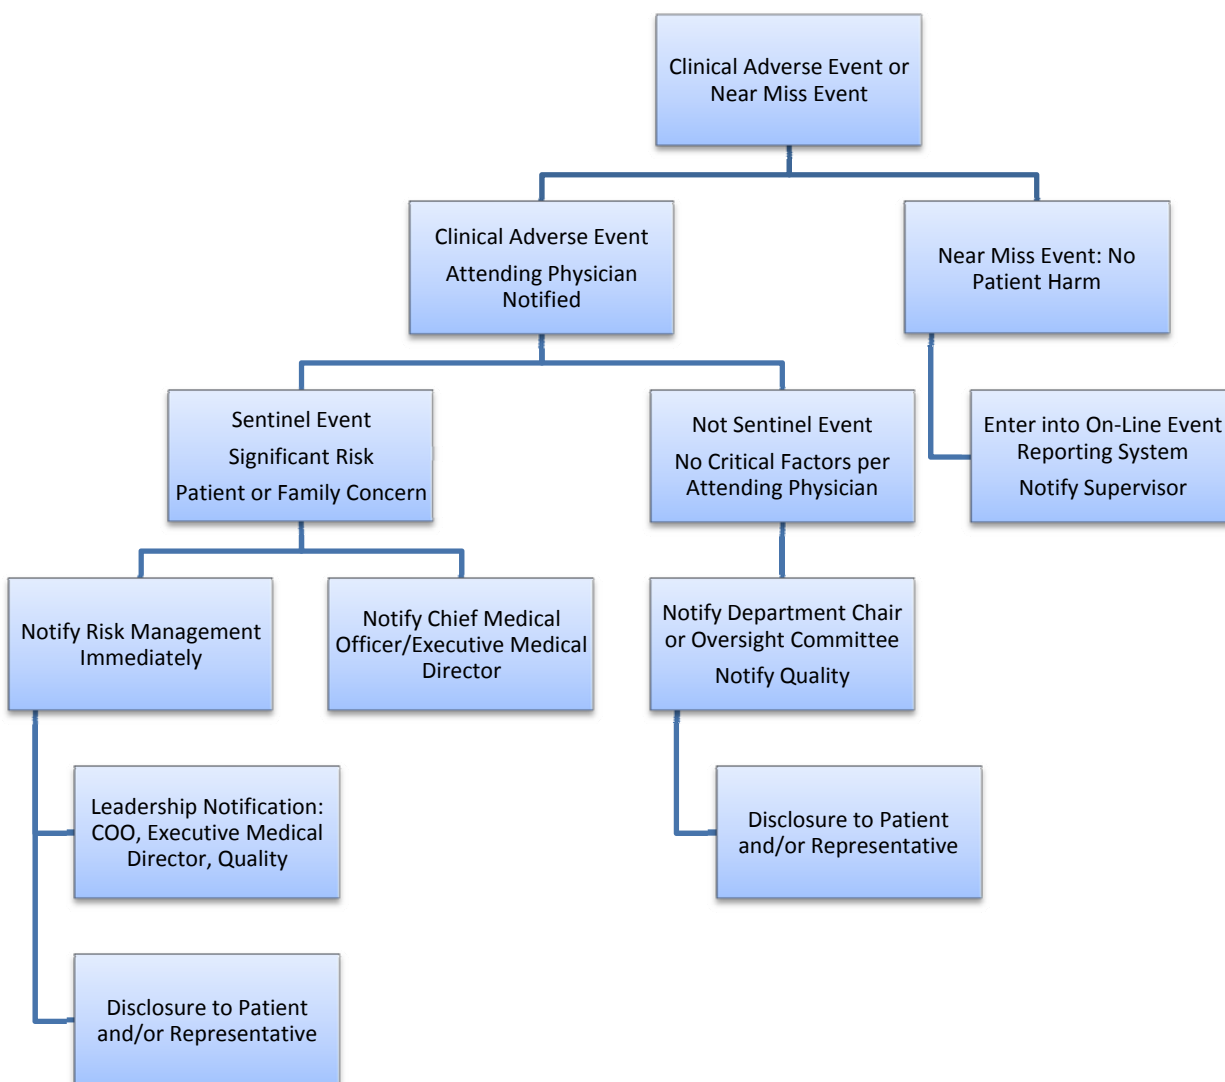 Clinical Adverse Event or
Near Miss Event
Clinical Adverse Event
Attending Physician
Notified
Near Miss Event: No
Patient Harm
Sentinel Event
Significant Risk
Patient or Family Concern
Not Sentinel Event
No Critical Factors per
Attending Physician
Enter into On-Line Event
Reporting System
Notify Supervisor
Notify Risk Management
Immediately
Notify Chief Medical
Officer/Executive Medical
Director
Notify Department Chair
or Oversight Committee
Notify Quality
Leadership Notification:
COO, Executive Medical
Director, Quality
Disclosure to Patient
and/or Representative
Disclosure to Patient
and/or Representative